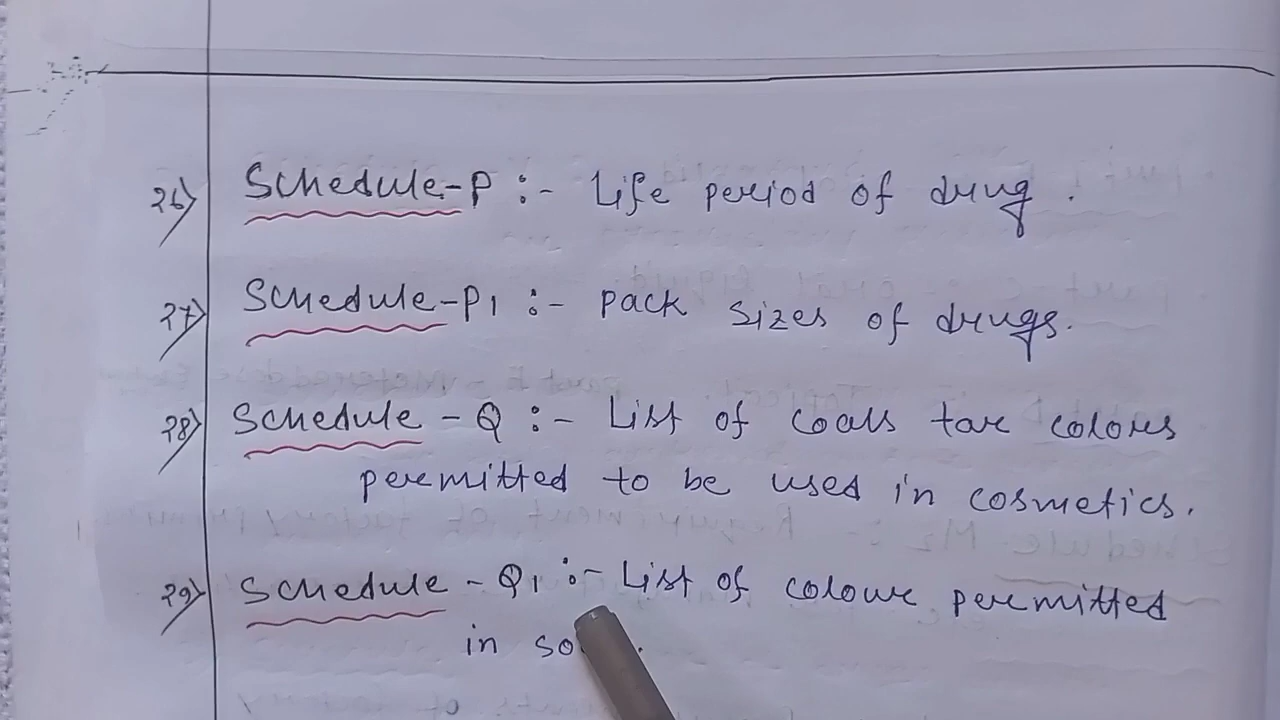 26) Schedule-P :- Life period of drug.
27) Schedule-P1 :- Pack sizes of drugs.
28) Schedule - Q :- List of coals tar colors
permitted to be used in cosmetics.
29) Schedule - Q1 :- List of colour permitted
in